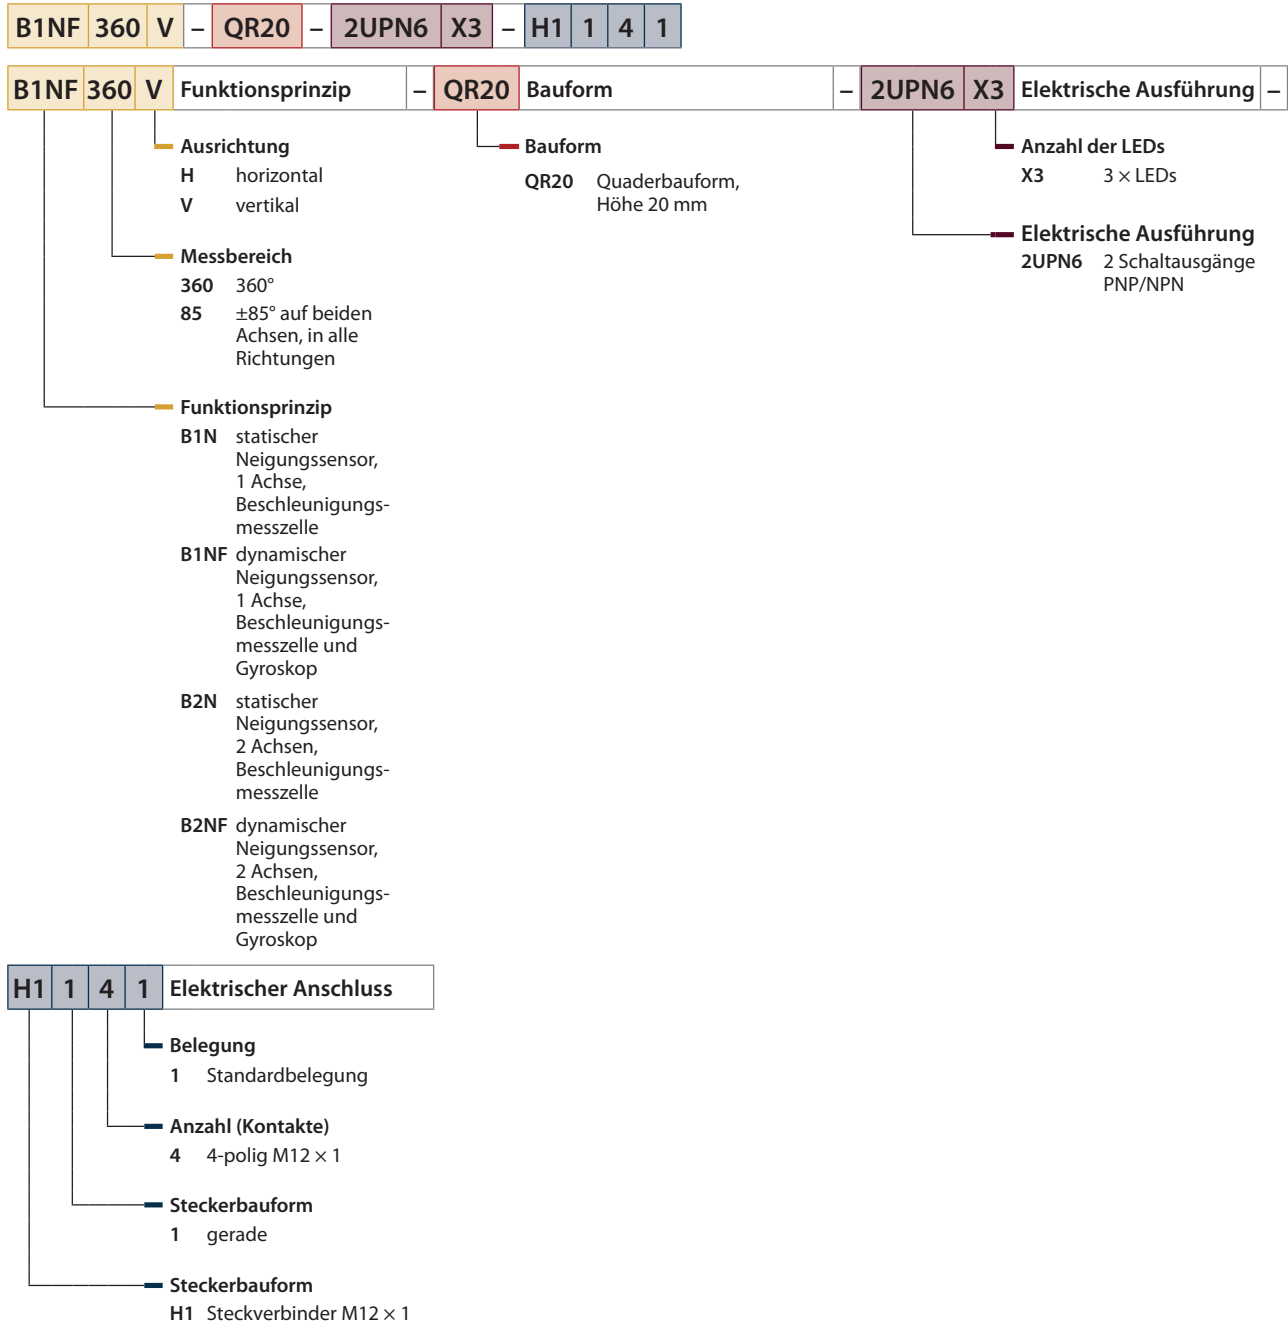 B1NF 360 V – QR20 – 2UPN6 X3 – H1 1 4 1
B1NF 360 V Funktionsprinzip – QR20 Bauform – 2UPN6 X3 Elektrische Ausführung –
Ausrichtung
H horizontal
V vertikal
Messbereich
360 360°
85 ±85° auf beiden
Achsen, in alle
Richtungen
Funktionsprinzip
B1N statischer
Neigungssensor,
1 Achse,
Beschleunigungs-
messzelle
B1NF dynamischer
Neigungssensor,
1 Achse,
Beschleunigungs-
messzelle und
Gyroskop
B2N statischer
Neigungssensor,
2 Achsen,
Beschleunigungs-
messzelle
B2NF dynamischer
Neigungssensor,
2 Achsen,
Beschleunigungs-
messzelle und
Gyroskop
Bauform
QR20 Quaderbauform,
Höhe 20 mm
Anzahl der LEDs
X3 3 × LEDs
Elektrische Ausführung
2UPN6 2 Schaltausgänge
PNP/NPN
H1 1 4 1 Elektrischer Anschluss
Belegung
1 Standardbelegung
Anzahl (Kontakte)
4 4-polig M12 × 1
Steckerbauform
1 gerade
Steckerbauform
H1 Steckverbinder M12 × 1